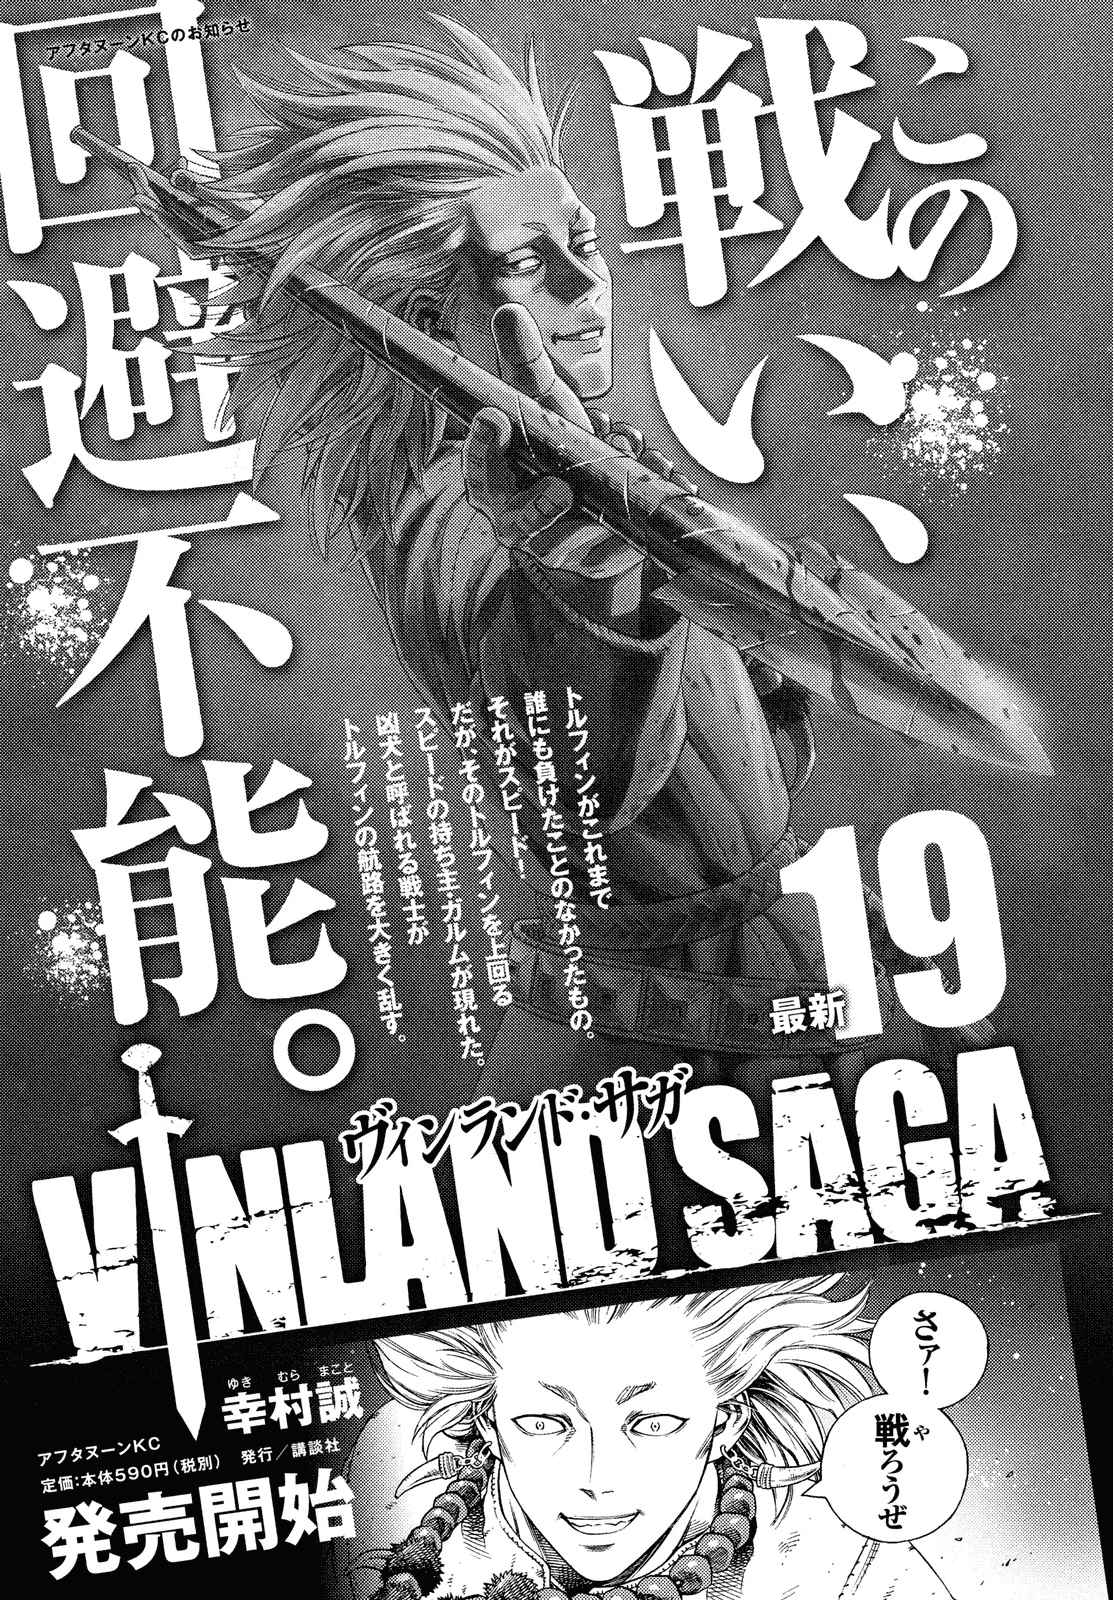 アフタヌーンKCのお知らせ
この
戦い、
回避不能。
トルフィンがこれまで
誰にも負けたことのなかったもの。
それがスピード！
だが、そのトルフィンを上回る
スピードの持ち主・ガルムが現れた。
凶犬と呼ばれる戦士が
トルフィンの航路を大きく乱す。
最新19
ヴィンランド・サガ
VINLAND SAGA
ゆき むら まこと
幸村誠
アフタヌーンKC
定価：本体590円（税別） 発行／講談社
発売開始
さァ！
戦ろうぜ
や